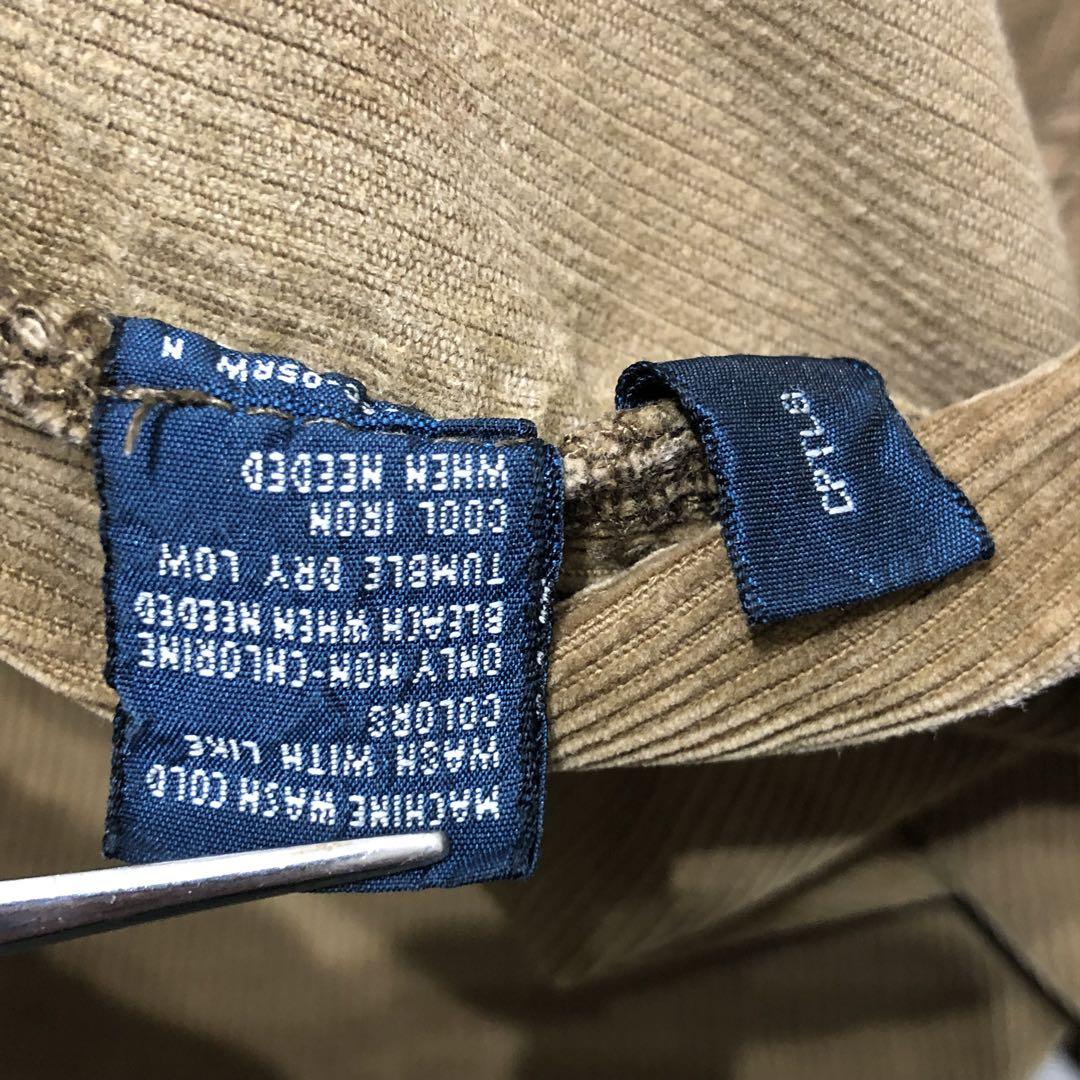 MACHINE WASH COLD
WASH WITH LIKE
COLORS
ONLY NON-CHLORINE
BLEACH WHEN NEEDED
TUMBLE DRY LOW
COOL IRON
WHEN NEEDED